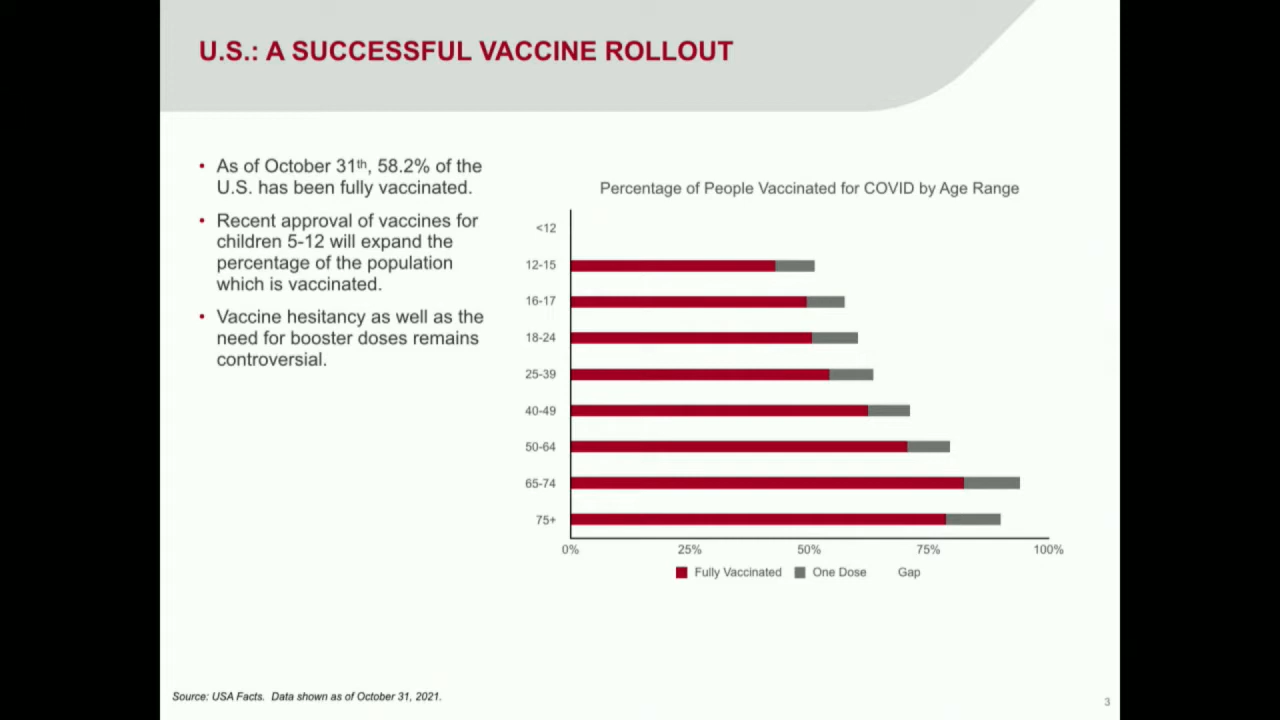 U.S.: A SUCCESSFUL VACCINE ROLLOUT
• As of October 31th, 58.2% of the
U.S. has been fully vaccinated.
• Recent approval of vaccines for
children 5-12 will expand the
percentage of the population
which is vaccinated.
• Vaccine hesitancy as well as the
need for booster doses remains
controversial.
Percentage of People Vaccinated for COVID by Age Range
<12
12-15
16-17
18-24
25-39
40-49
50-64
65-74
75+
0% 25% 50% 75% 100%
Fully Vaccinated One Dose Gap
Source: USA Facts. Data shown as of October 31, 2021.
3